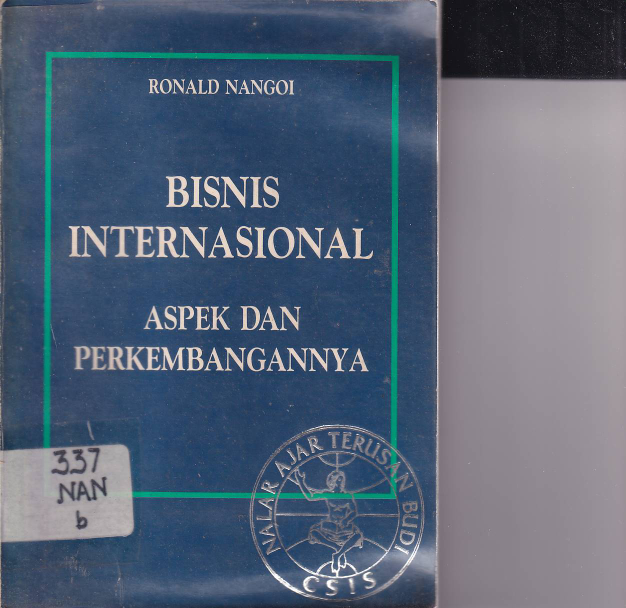 RONALD NANGOI
BISNIS
INTERNASIONAL
ASPEK DAN
PERKEMBANGANNYA
337
NAN
b
NALAR AJAR TERUSAN BUDI
CSIS